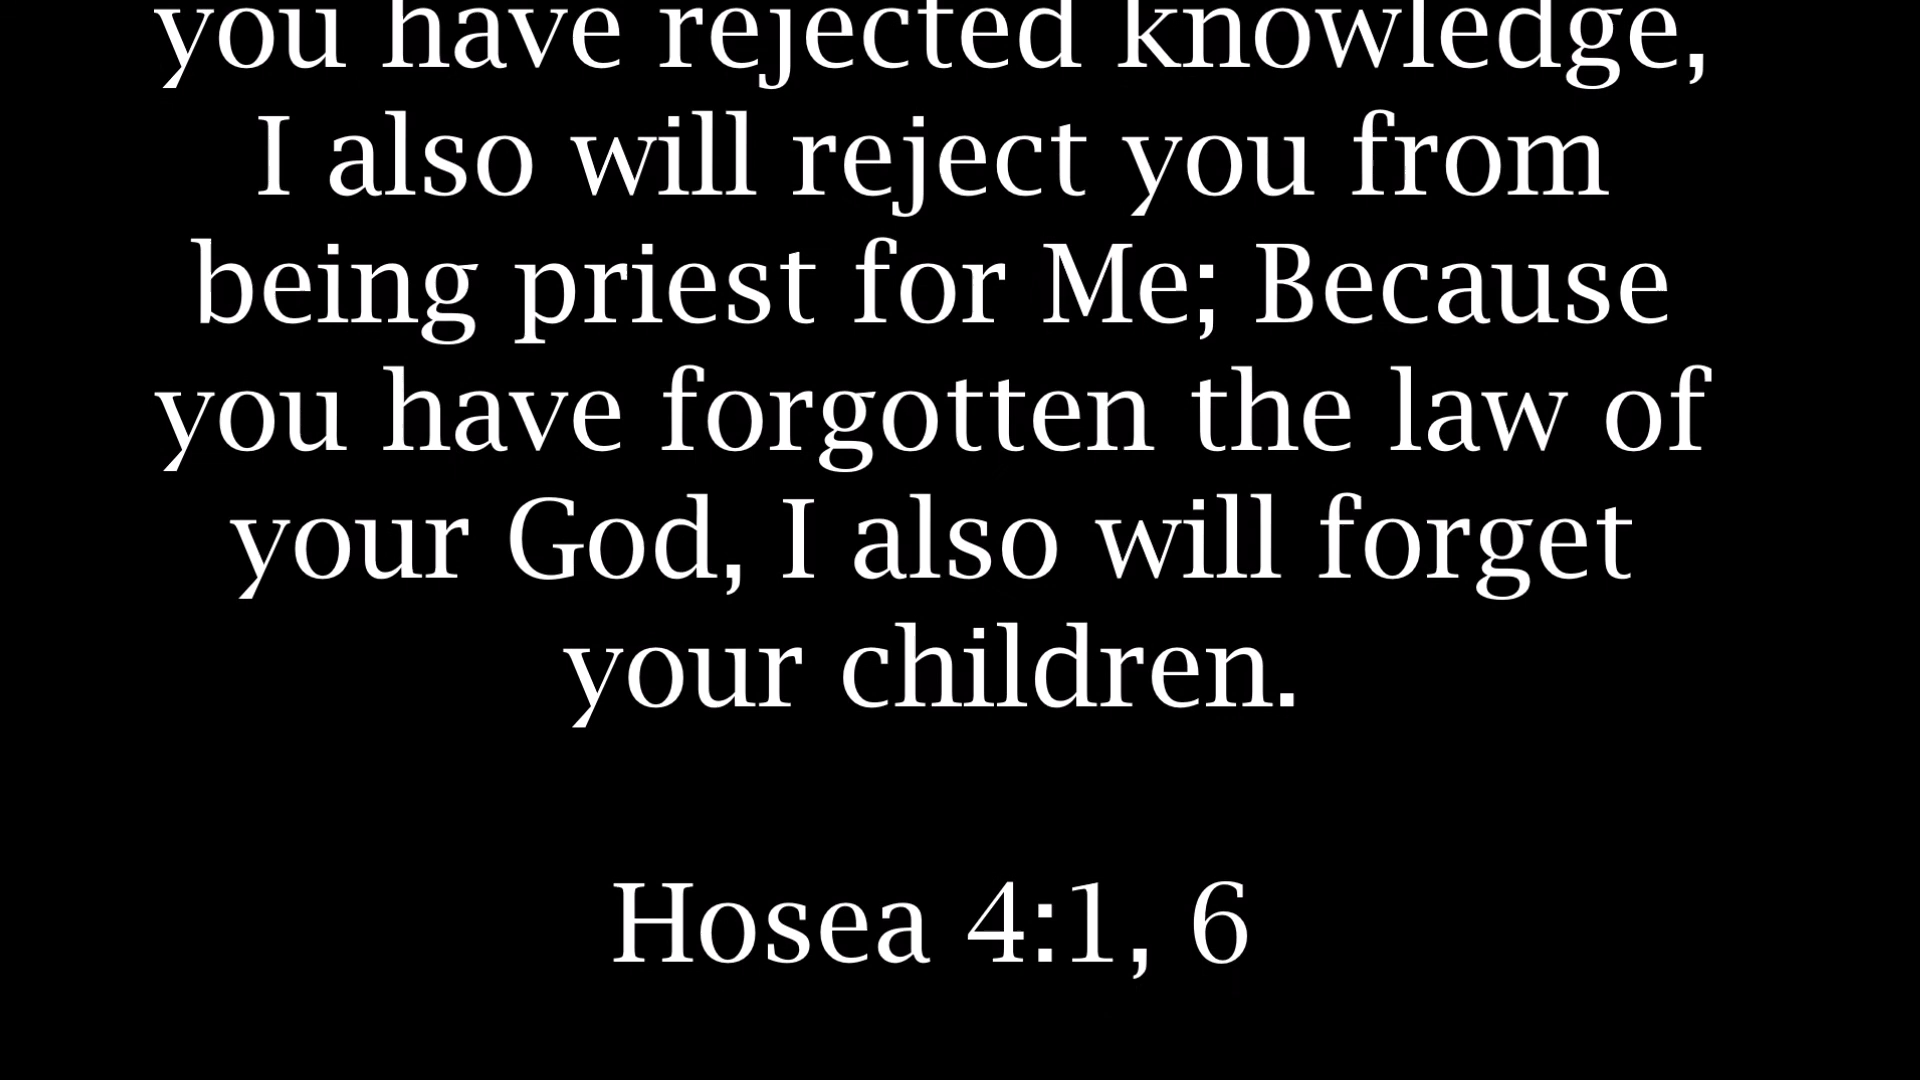 you have rejected knowledge,
I also will reject you from
being priest for Me; Because
you have forgotten the law of
your God, I also will forget
your children.
Hosea 4:1, 6